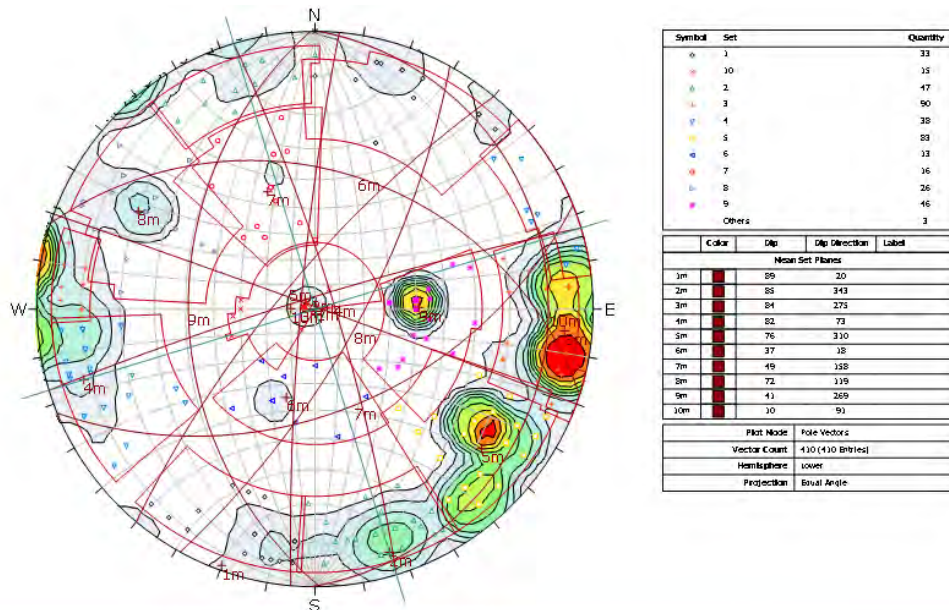 N
Symbol Set Quantity
1 33
10 15
2 47
3 90
4 38
5 83
6 13
7 16
8 26
9 46
Others 3
Color Dip Dip Direction Label
Mean Set Planes
1m 89 20
2m 85 343
3m 84 275
4m 82 73
5m 76 310
6m 37 18
7m 49 158
8m 72 119
9m 41 269
10m 10 91
Plot Mode Pole Vectors
Vector Count 410 (410 Entries)
Hemisphere Lower
Projection Equal Angle
6m
7m
8m
W
E
9m
10m
8m
4m
6m
7m
5m
2m
1m
S